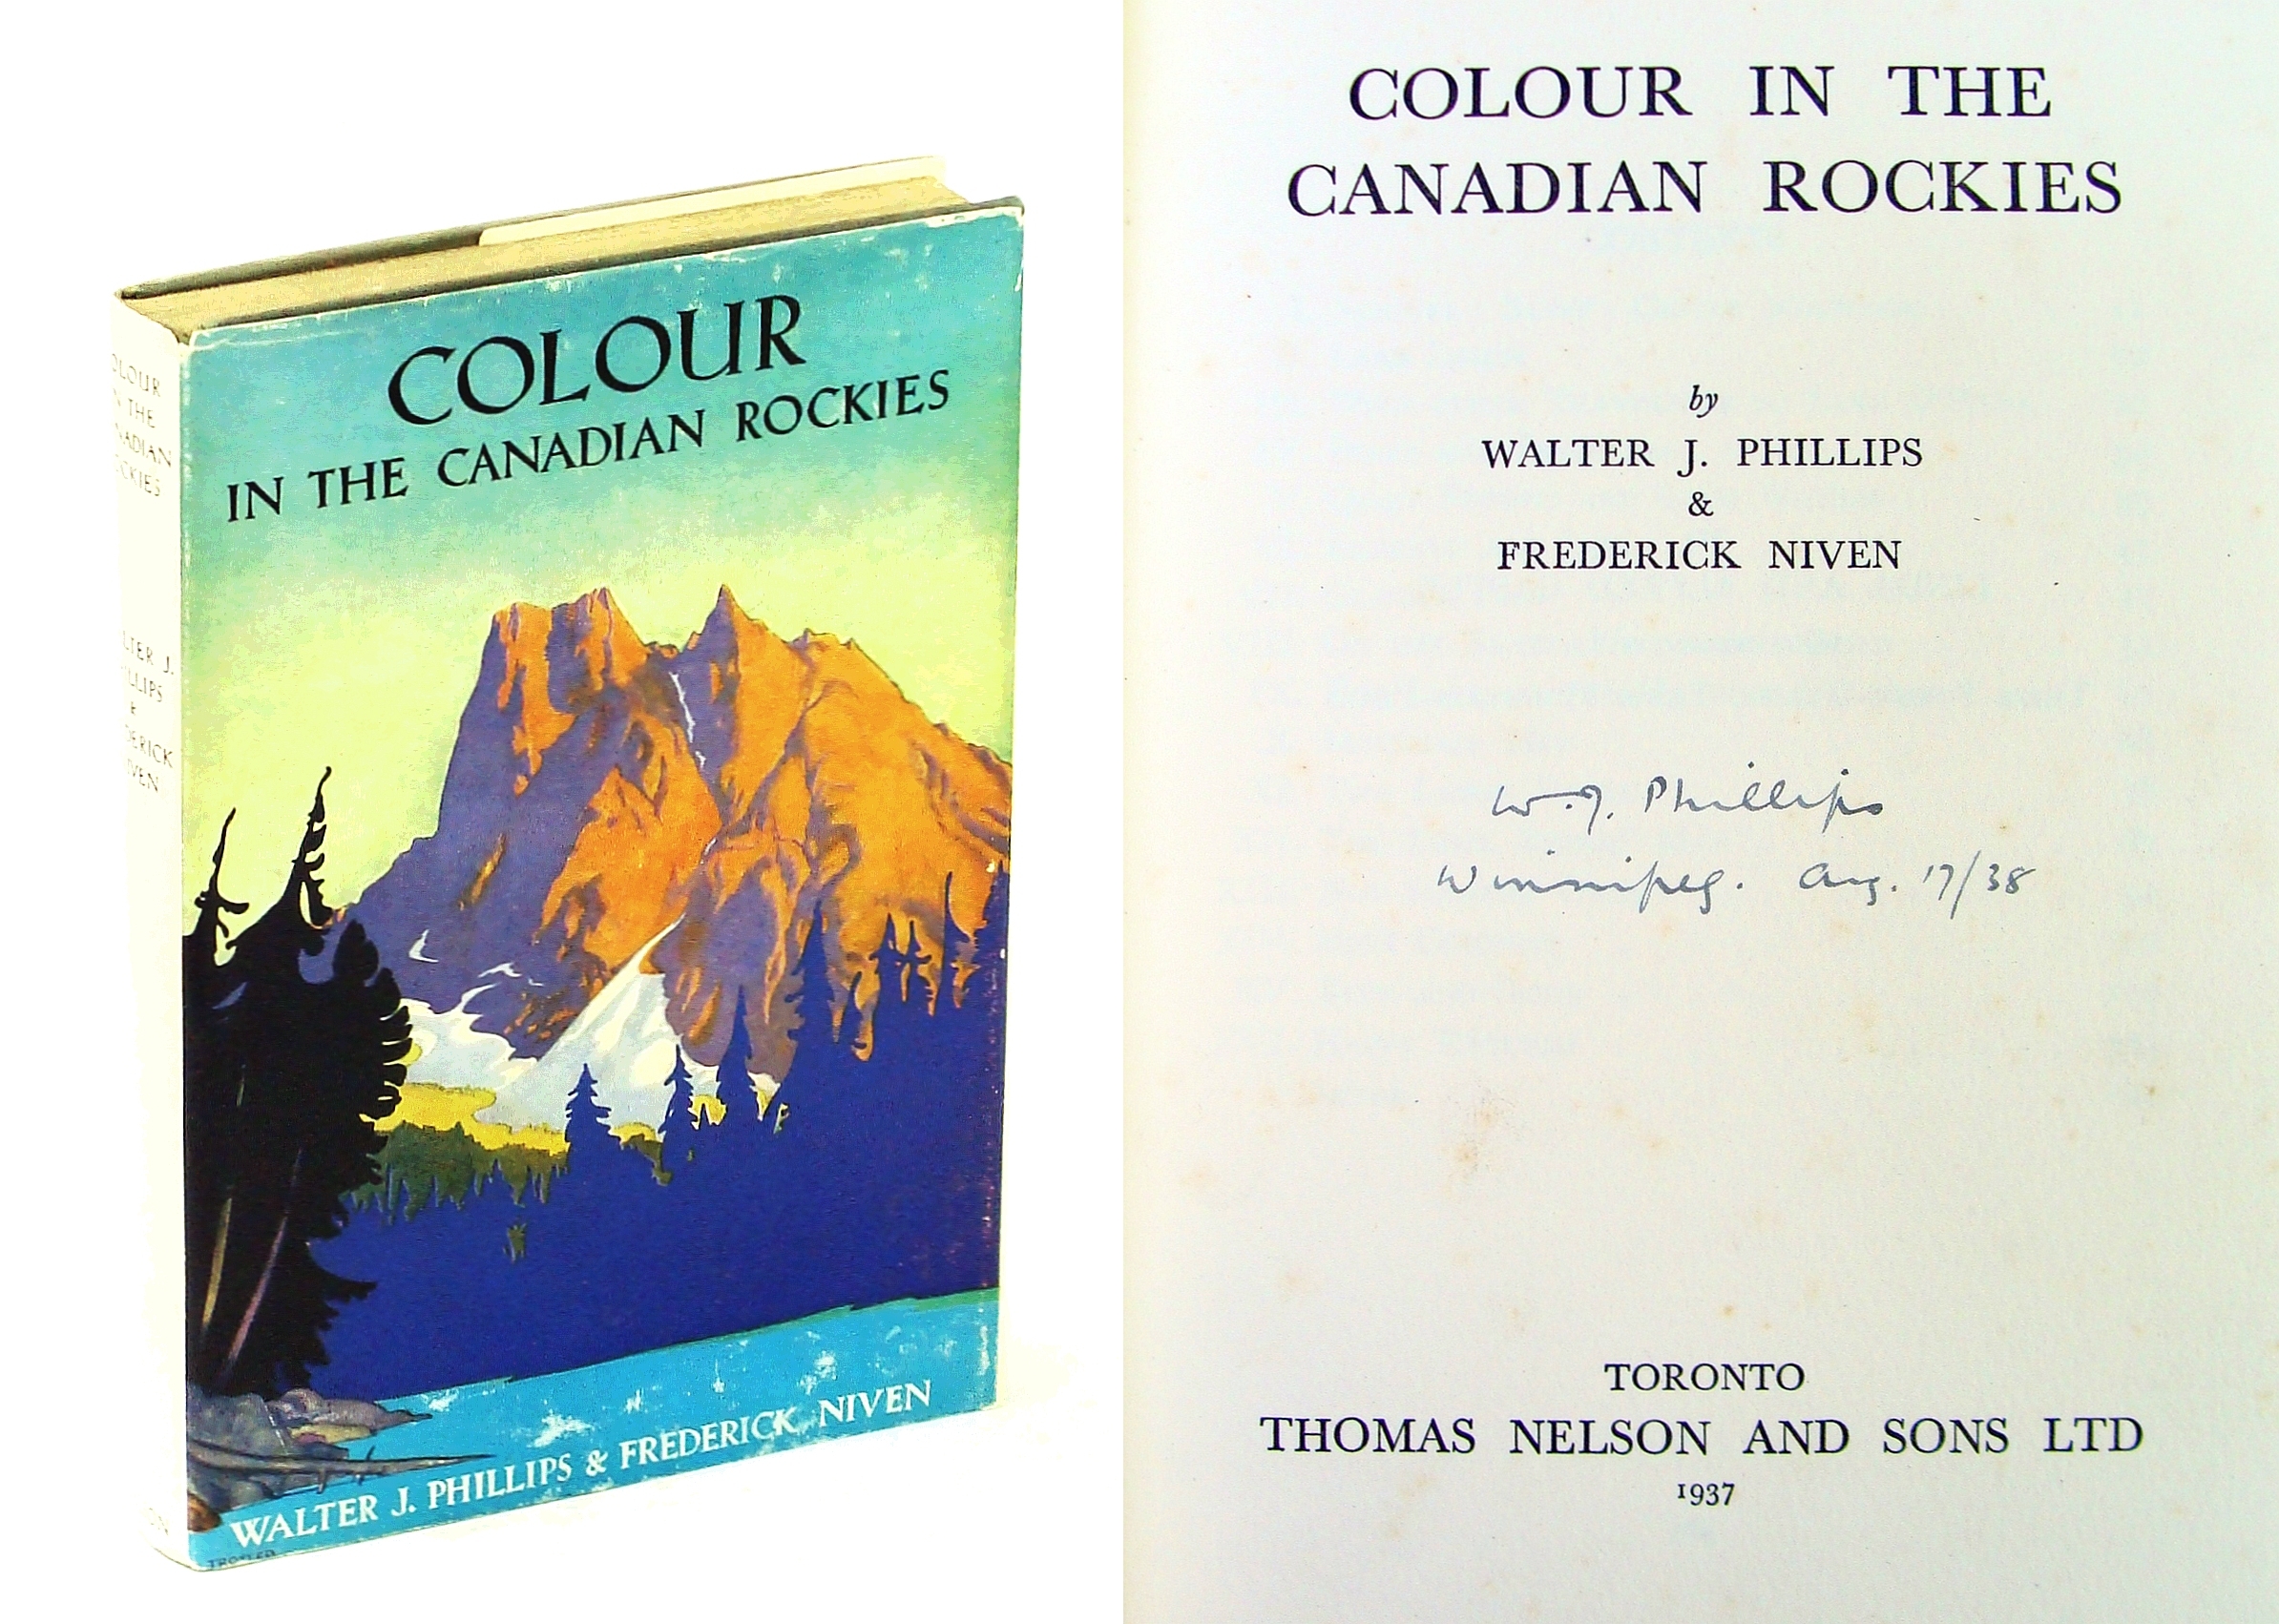 COLOUR
IN THE CANADIAN ROCKIES
WALTER J. PHILLIPS & FREDERICK NIVEN
COLOUR IN THE
CANADIAN ROCKIES
by
WALTER J. PHILLIPS
&
FREDERICK NIVEN
W.J. Phillips
Winnipeg. Aug. 17/38
TORONTO
THOMAS NELSON AND SONS LTD
1937